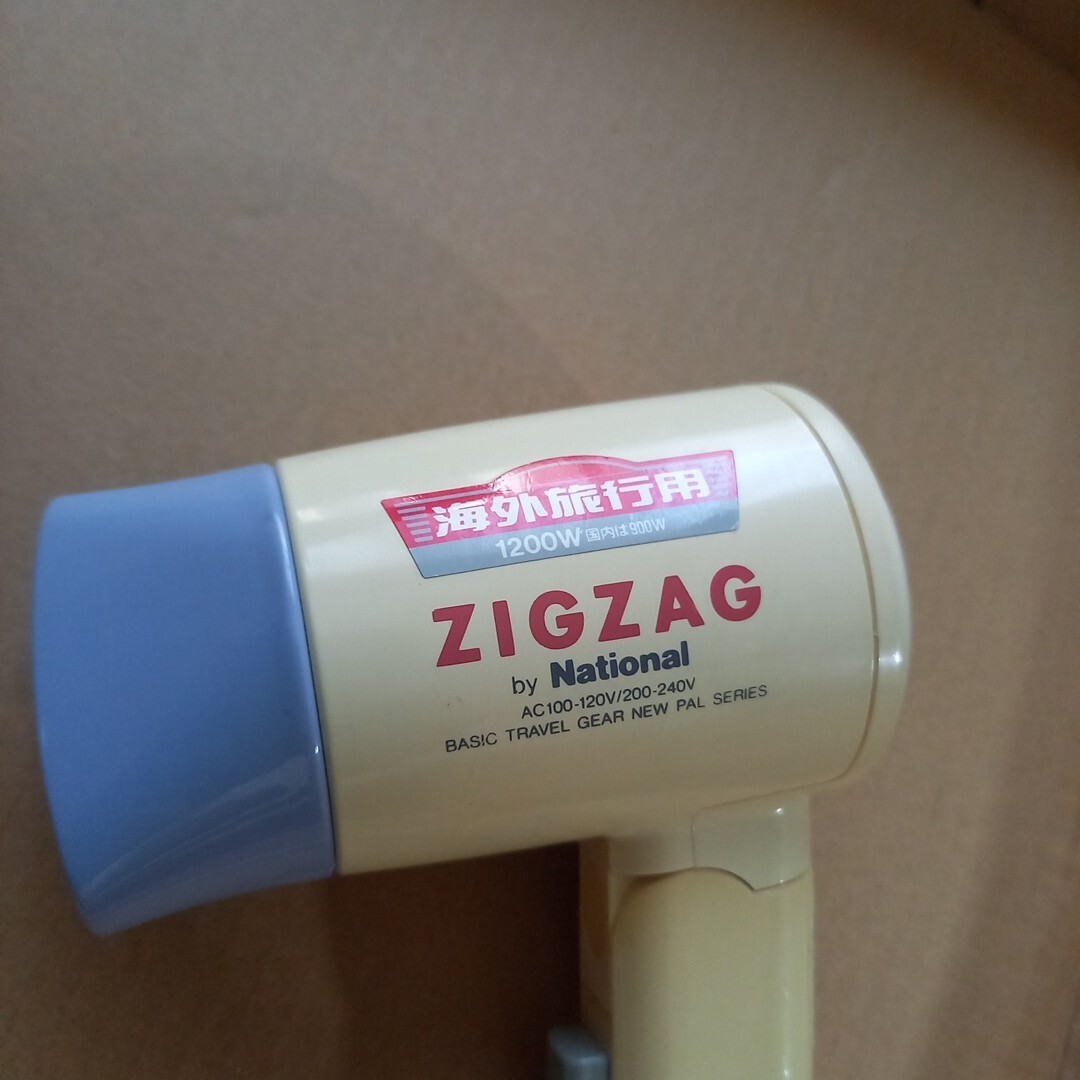 海外旅行用
1200W 国内は900W
ZIGZAG
by National
AC100-120V/200-240V
BASIC TRAVEL GEAR NEW PAL SERIES